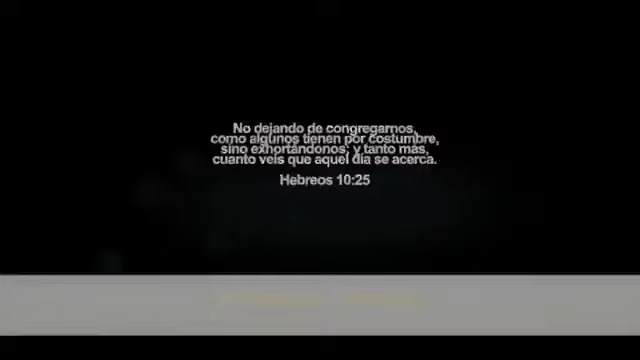 No dejando de congregarnos,
como algunos tienen por costumbre,
sino exhortándonos; y tanto más,
cuanto veis que aquel día se acerca.
Hebreos 10:25